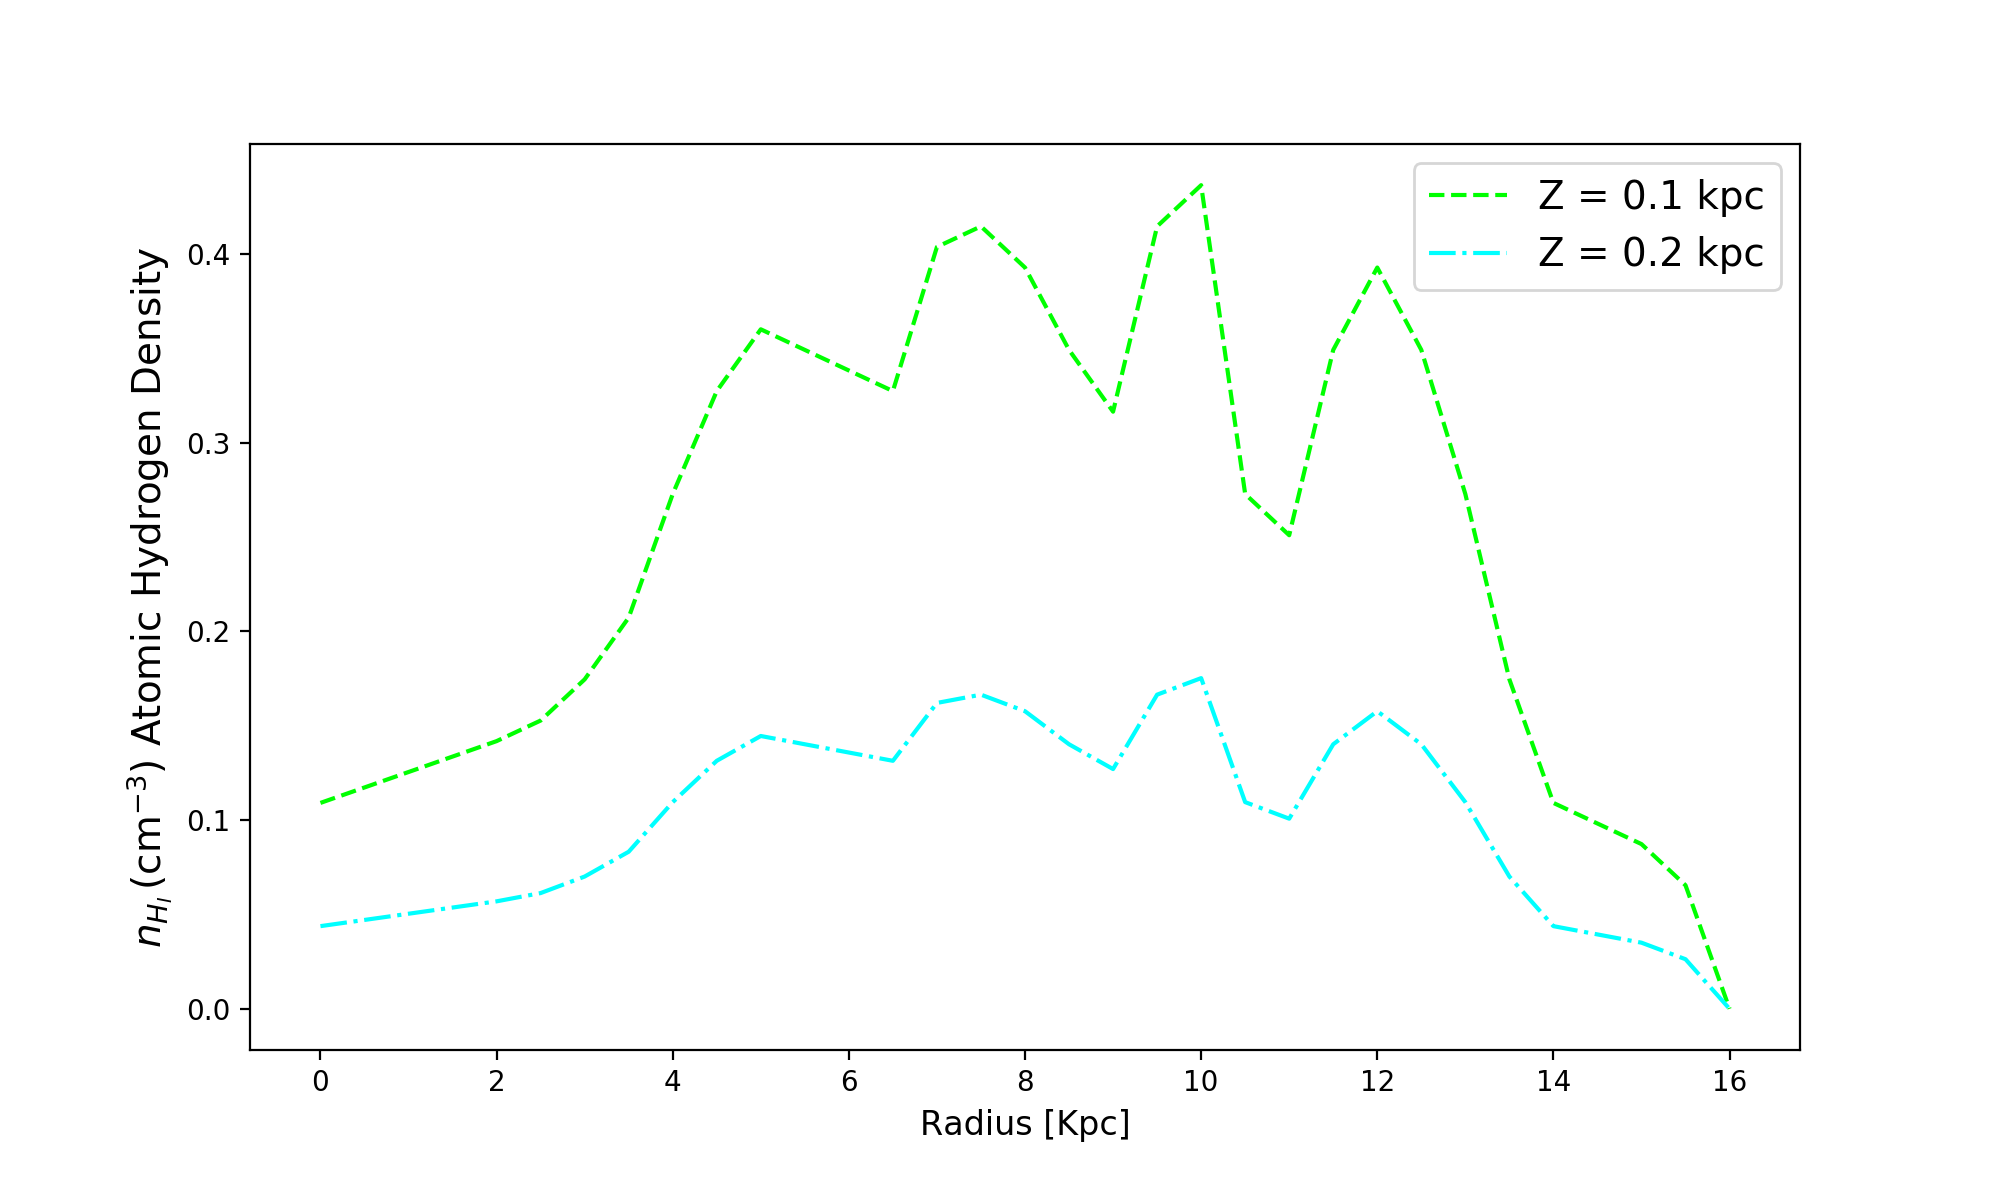 Z = 0.1 kpc
Z = 0.2 kpc
n_{H_I} (cm⁻³) Atomic Hydrogen Density
0.4
0.3
0.2
0.1
0.0
0 2 4 6 8 10 12 14 16
Radius [Kpc]